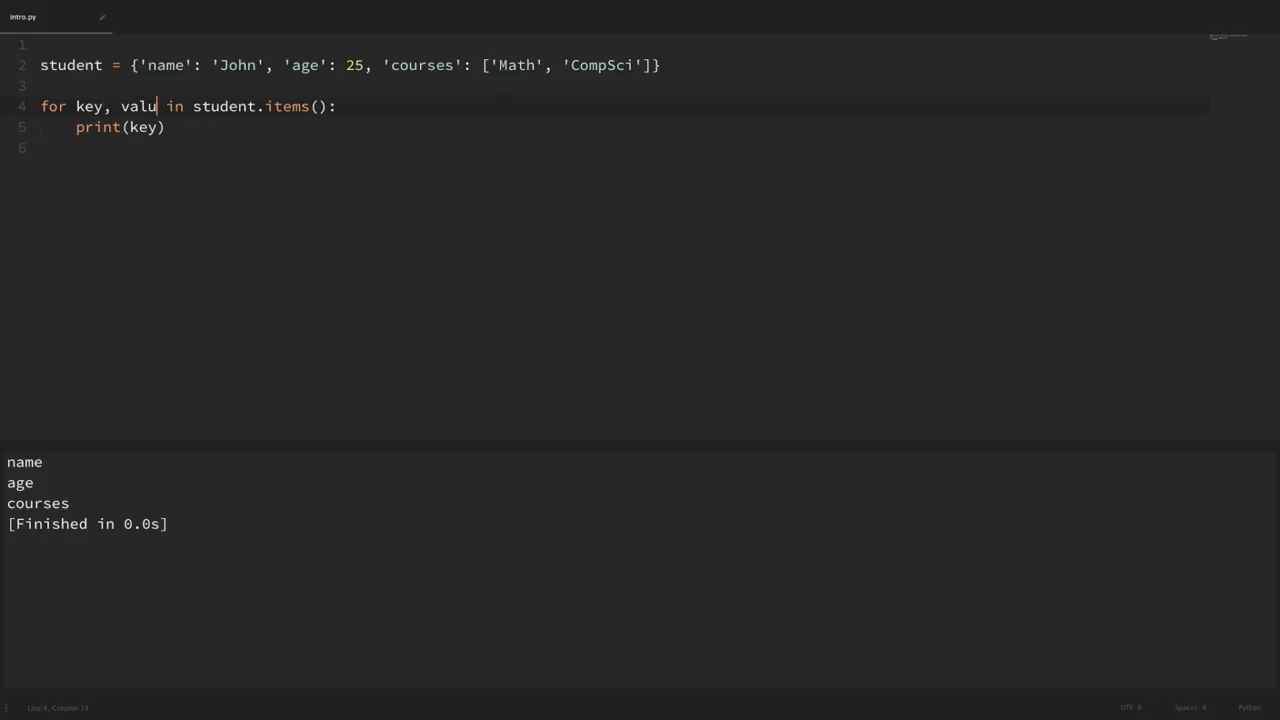 intro.py
1
2 student = {'name': 'John', 'age': 25, 'courses': ['Math', 'CompSci']}
3
4 for key, valu in student.items():
5     print(key)
6
name
age
courses
[Finished in 0.0s]
Line 4, Column 14 UTF-8 Spaces: 4 Python